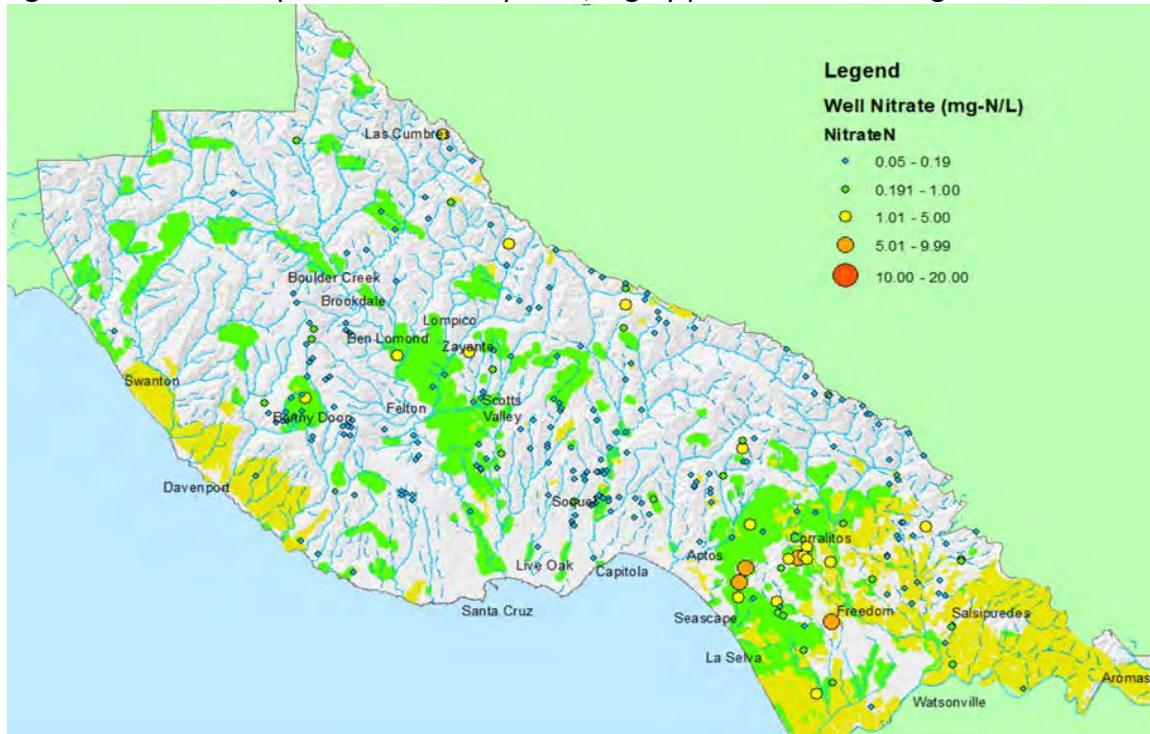 Legend
Well Nitrate (mg-N/L)
NitrateN
0.05 - 0.19
0.191 - 1.00
1.01 - 5.00
5.01 - 9.99
10.00 - 20.00
Las Cumbres
Boulder Creek
Brookdale
Lompico
Ben Lomond
Zayante
Swanton
Felton
Scotts
Valley
Bonny Doon
Davenport
Soquel
Corralitos
Aptos
Live Oak
Capitola
Santa Cruz
Seascape
Freedom
Salsipuedes
La Selva
Aromas
Watsonville